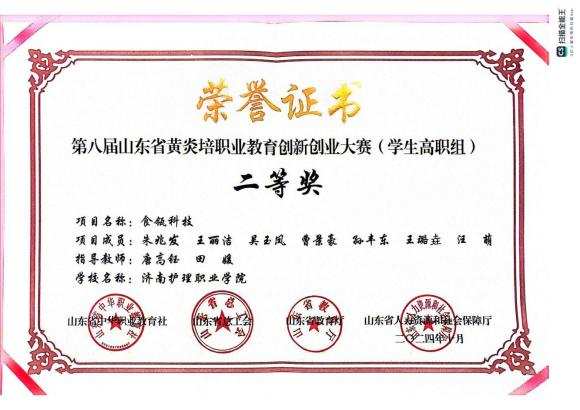 荣誉证书
第八届山东省黄炎培职业教育创新创业大赛（学生高职组）
二等奖
项目名称：食瓴科技
项目成员：朱兆发 王丽洁 吴玉凤 曹景豪 孙丰东 王璐垚 汪萌
指导教师：唐高钰 田媛
学校名称：济南护理职业学院
山东省中华职业教育社 山东省总工会 山东省教育厅 山东省人力资源和社会保障厅
二〇二四年十月
扫描全能王